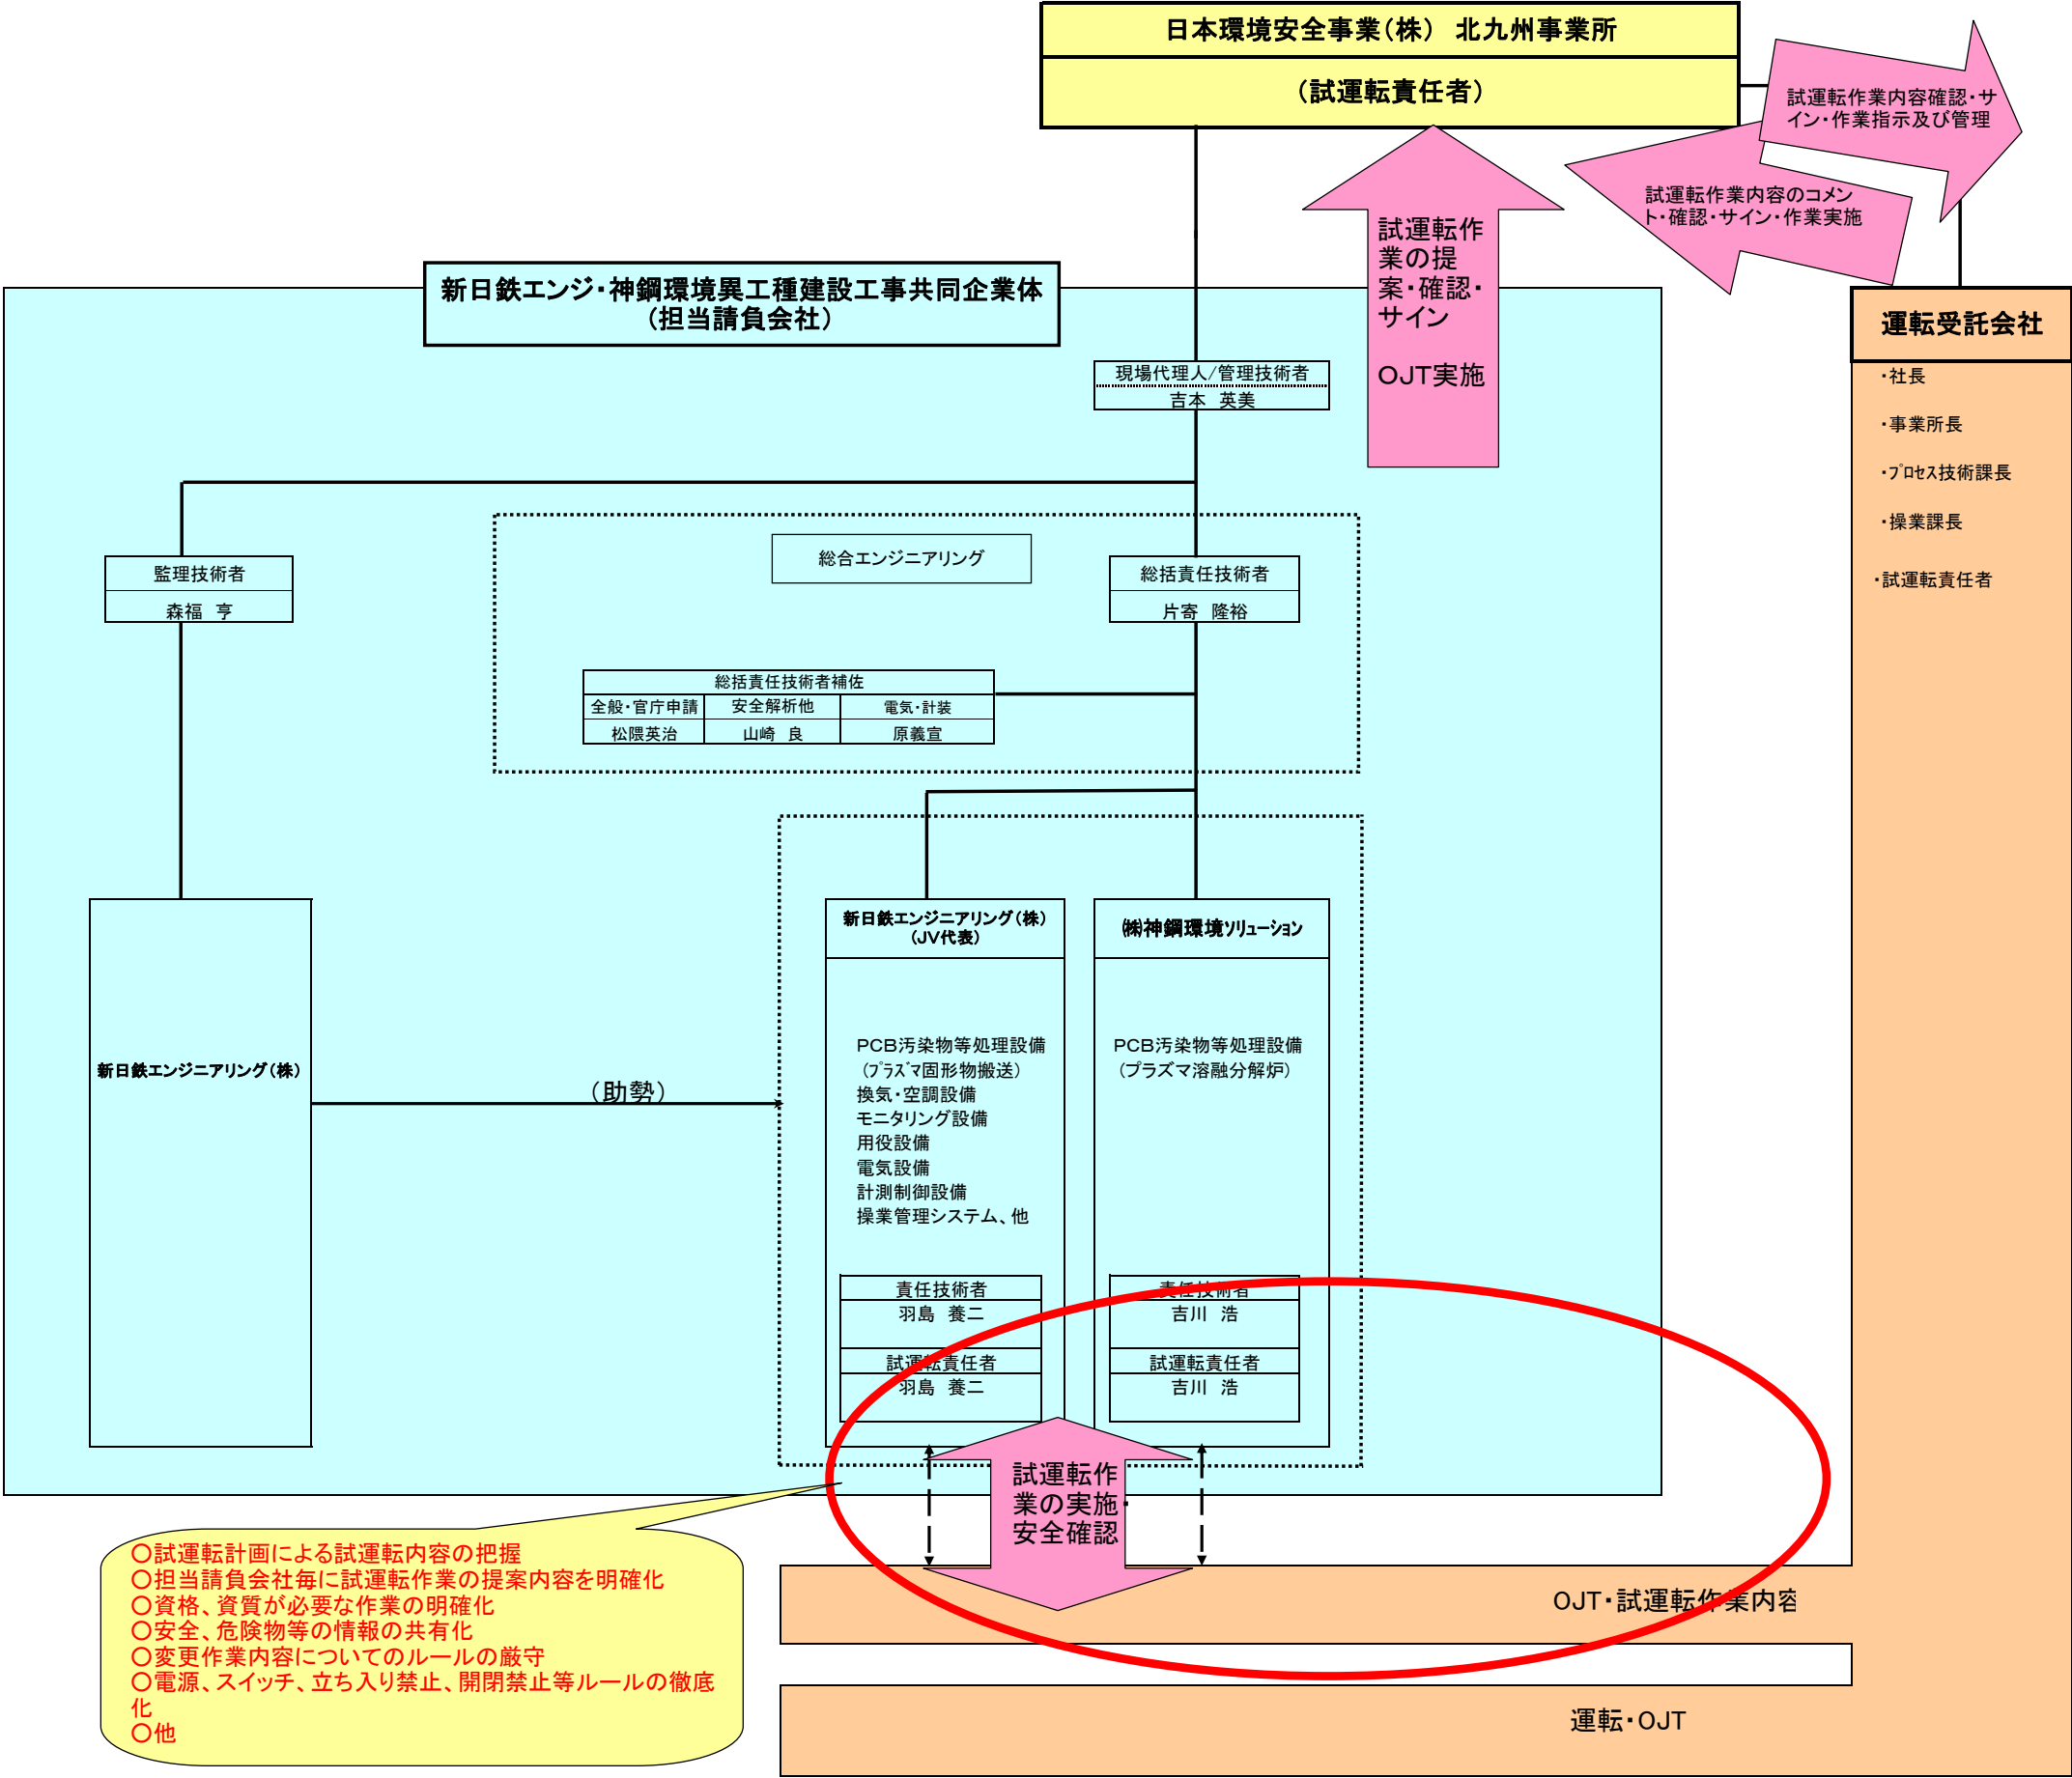 日本環境安全事業（株） 北九州事業所
（試運転責任者）
試運転作業内容確認・サ
イン・作業指示及び管理
試運転作業内容のコメン
ト・確認・サイン・作業実施
試運転作
業の提
案・確認・
サイン
OJT実施
新日鉄エンジ・神鋼環境異工種建設工事共同企業体
（担当請負会社）
運転受託会社
・社長
・事業所長
・ﾌﾟﾛｾｽ技術課長
・操業課長
・試運転責任者
現場代理人/管理技術者
吉本　英美
監理技術者
森福　亨
総合エンジニアリング
総括責任技術者
片寄　隆裕
総括責任技術者補佐
全般・官庁申請
安全解析他
電気・計装
松隈英治
山崎　良
原義宣
新日鉄エンジニアリング（株）
（助勢）
新日鉄エンジニアリング（株）
（JV代表）
PCB汚染物等処理設備
（ﾌﾟﾗｽﾞﾏ固形物搬送）
換気・空調設備
モニタリング設備
用役設備
電気設備
計測制御設備
操業管理システム、他
責任技術者
羽島　養二
試運転責任者
羽島　養二
㈱神鋼環境ｿﾘｭｰｼｮﾝ
PCB汚染物等処理設備
（プラズマ溶融分解炉）
責任技術者
吉川　浩
試運転責任者
吉川　浩
試運転作
業の実施・
安全確認
〇試運転計画による試運転内容の把握
〇担当請負会社毎に試運転作業の提案内容を明確化
〇資格、資質が必要な作業の明確化
〇安全、危険物等の情報の共有化
〇変更作業内容についてのルールの厳守
〇電源、スイッチ、立ち入り禁止、開閉禁止等ルールの徹底
化
〇他
OJT・試運転作業内容
運転・OJT